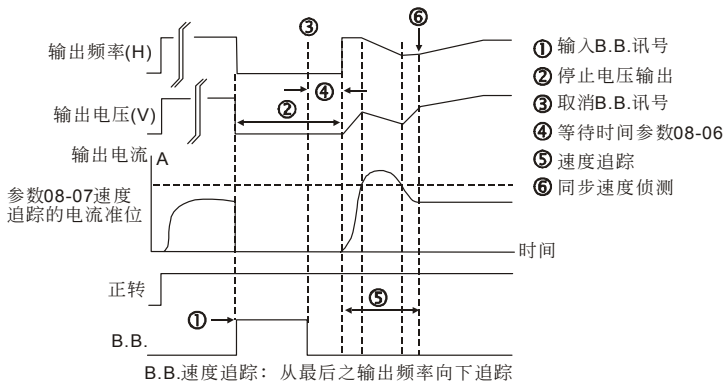 输出频率(H)
输出电压(V)
输出电流
A
参数08-07速度
追踪的电流准位
正转
B.B.
时间
①
②
③
④
⑤
⑥
① 输入B.B.讯号
② 停止电压输出
③ 取消B.B.讯号
④ 等待时间参数08-06
⑤ 速度追踪
⑥ 同步速度侦测
B.B.速度追踪：从最后之输出频率向下追踪